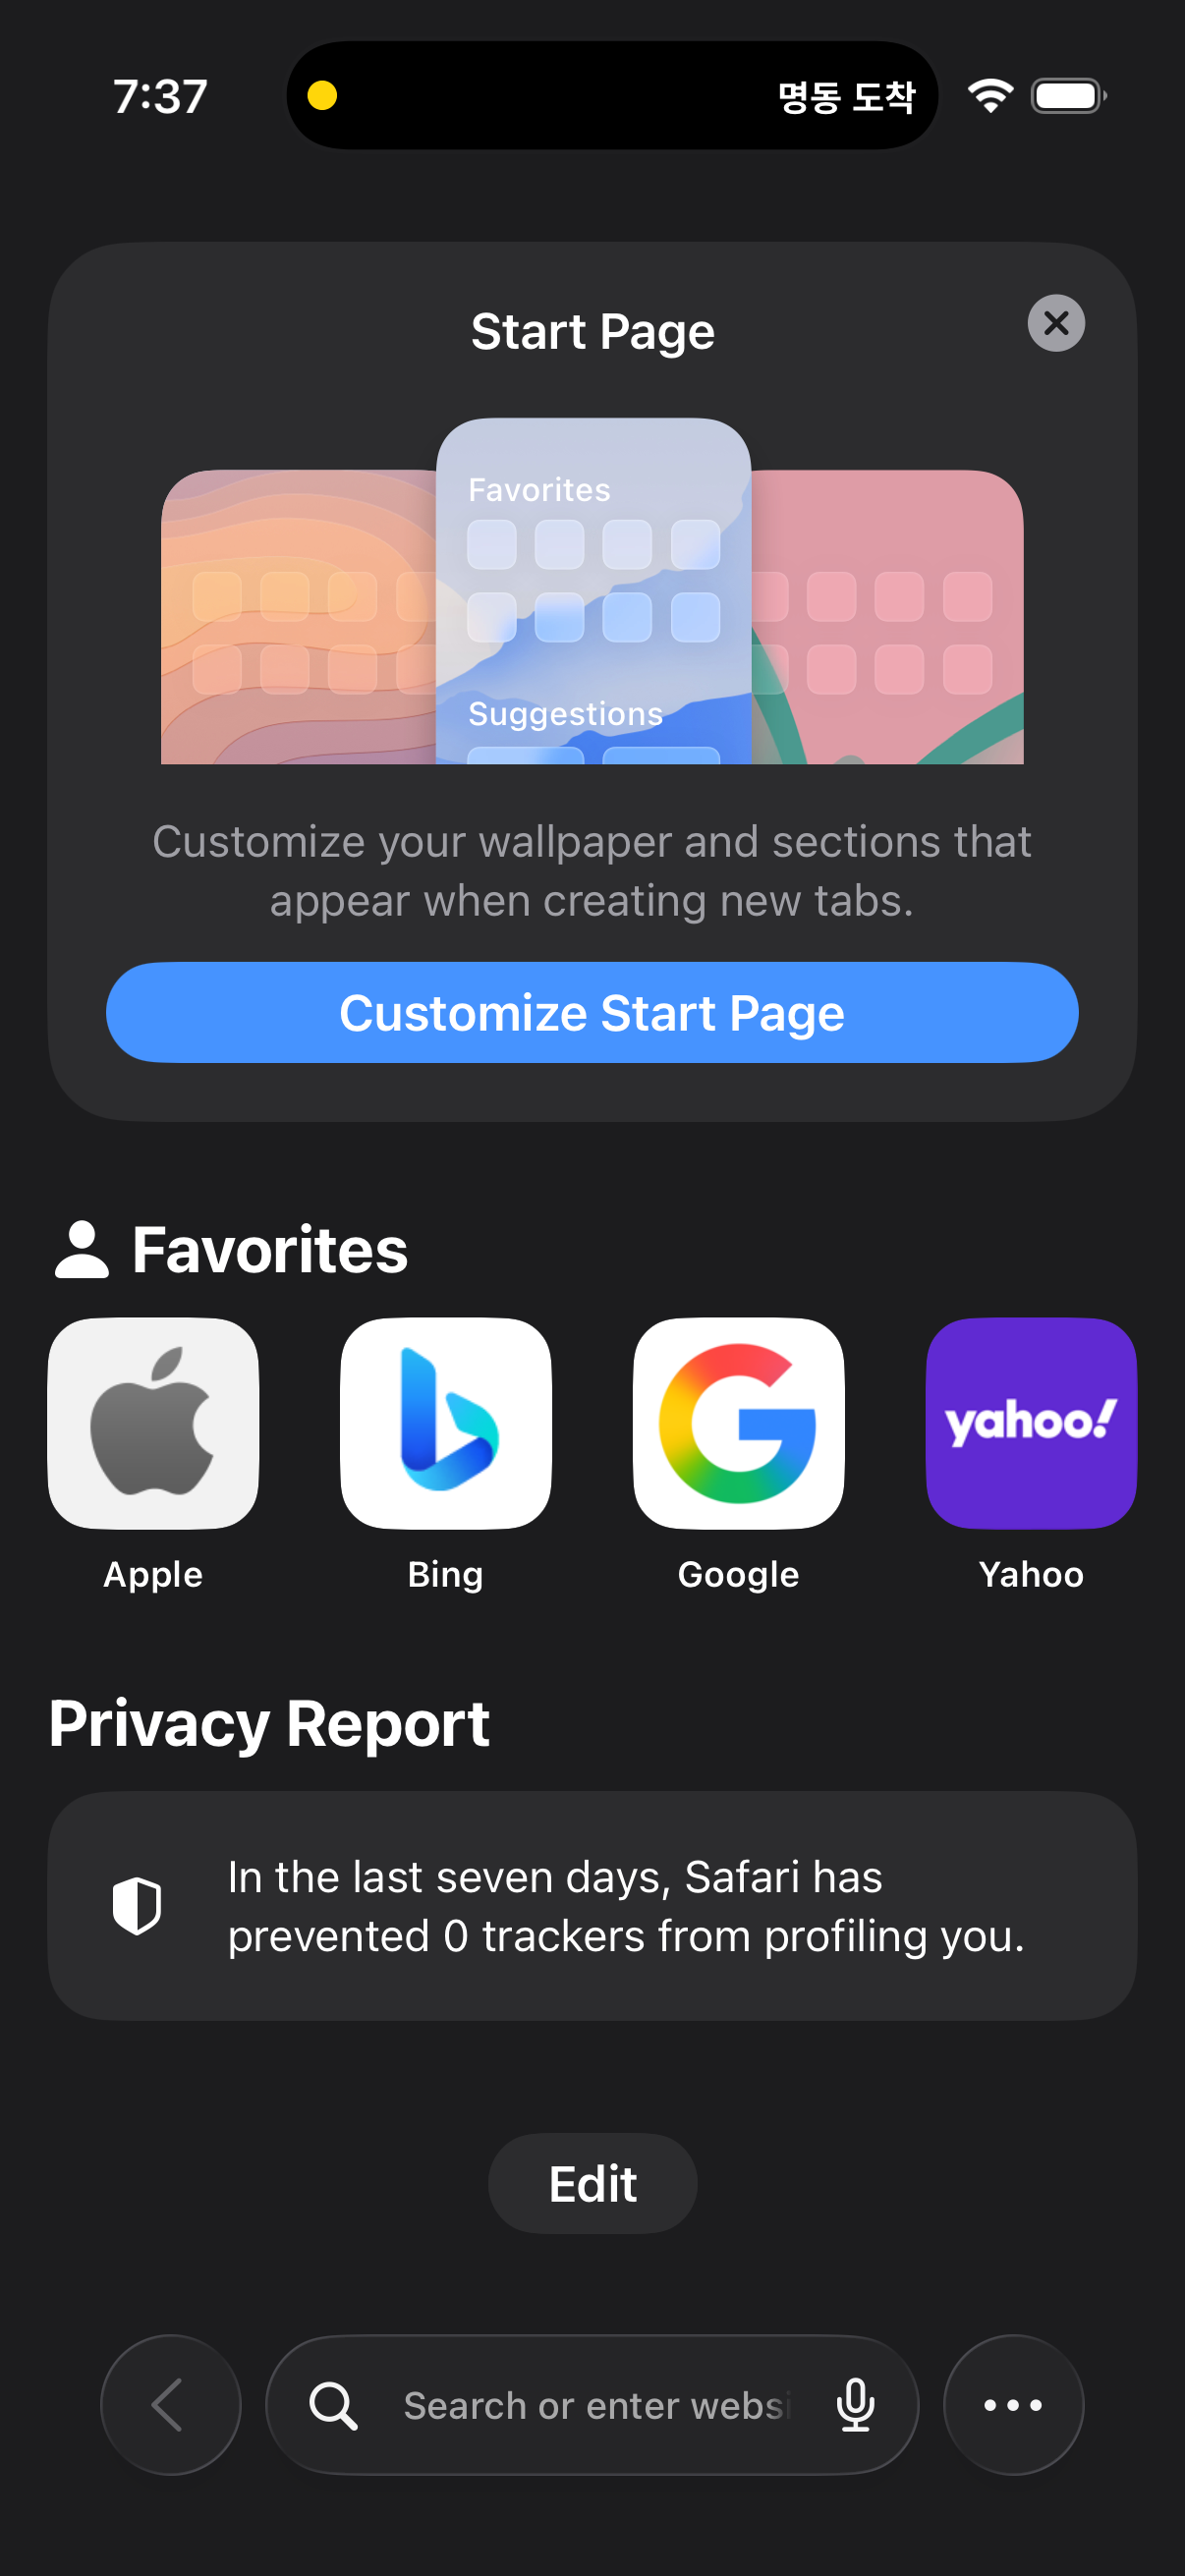 7:37
명동 도착
Start Page
Favorites
Suggestions
Customize your wallpaper and sections that
appear when creating new tabs.
Customize Start Page
Favorites
yahoo!
Apple
Bing
Google
Yahoo
Privacy Report
In the last seven days, Safari has
prevented 0 trackers from profiling you.
Edit
Search or enter websi